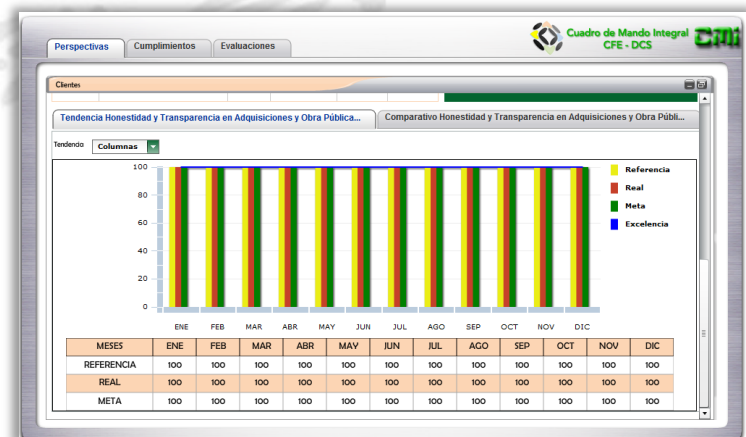 Perspectivas Cumplimientos Evaluaciones
Cuadro de Mando Integral
CFE - DCS
cmi
Clientes
Tendencia Honestidad y Transparencia en Adquisiciones y Obra Pública...
Comparativo Honestidad y Transparencia en Adquisiciones y Obra Públi...
Tendencia: Columnas
100
80
60
40
20
0
Referencia
Real
Meta
Excelencia
ENE FEB MAR ABR MAY JUN JUL AGO SEP OCT NOV DIC
MESES ENE FEB MAR ABR MAY JUN JUL AGO SEP OCT NOV DIC
REFERENCIA 100 100 100 100 100 100 100 100 100 100 100 100
REAL 100 100 100 100 100 100 100 100 100 100 100 100
META 100 100 100 100 100 100 100 100 100 100 100 100